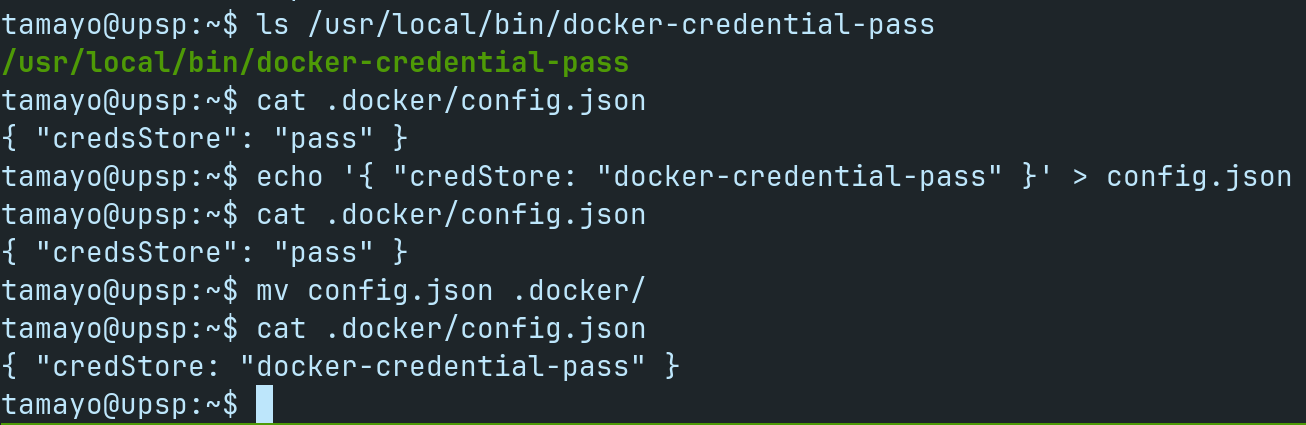 tamayo@upsp:~$ ls /usr/local/bin/docker-credential-pass
/usr/local/bin/docker-credential-pass
tamayo@upsp:~$ cat .docker/config.json
{ "credsStore": "pass" }
tamayo@upsp:~$ echo '{ "credStore: "docker-credential-pass" }' > config.json
tamayo@upsp:~$ cat .docker/config.json
{ "credsStore": "pass" }
tamayo@upsp:~$ mv config.json .docker/
tamayo@upsp:~$ cat .docker/config.json
{ "credStore: "docker-credential-pass" }
tamayo@upsp:~$